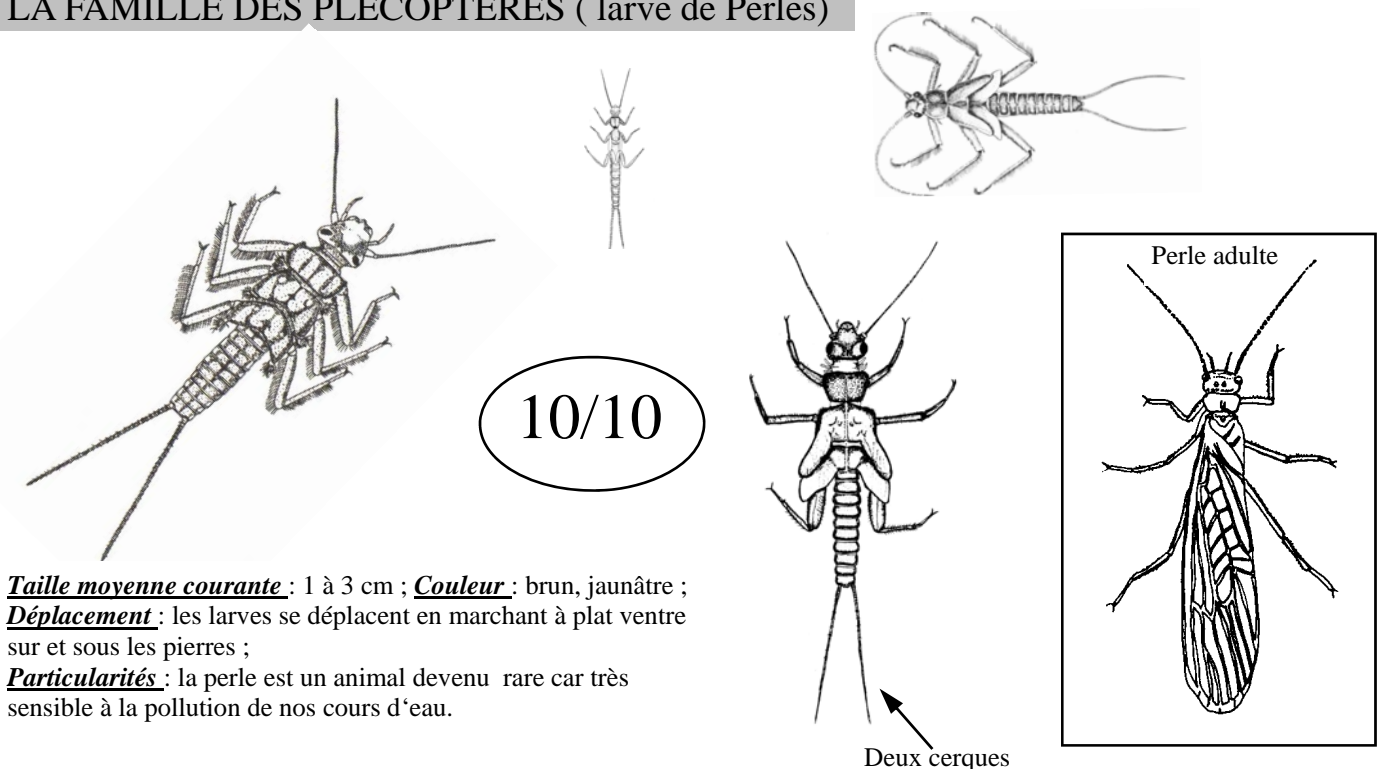 LA FAMILLE DES PLECOPTERES ( larve de Perles)
Perle adulte
10/10
Taille moyenne courante : 1 à 3 cm ; Couleur : brun, jaunâtre ;
Déplacement : les larves se déplacent en marchant à plat ventre
sur et sous les pierres ;
Particularités : la perle est un animal devenu rare car très
sensible à la pollution de nos cours d‘eau.
Deux cerques